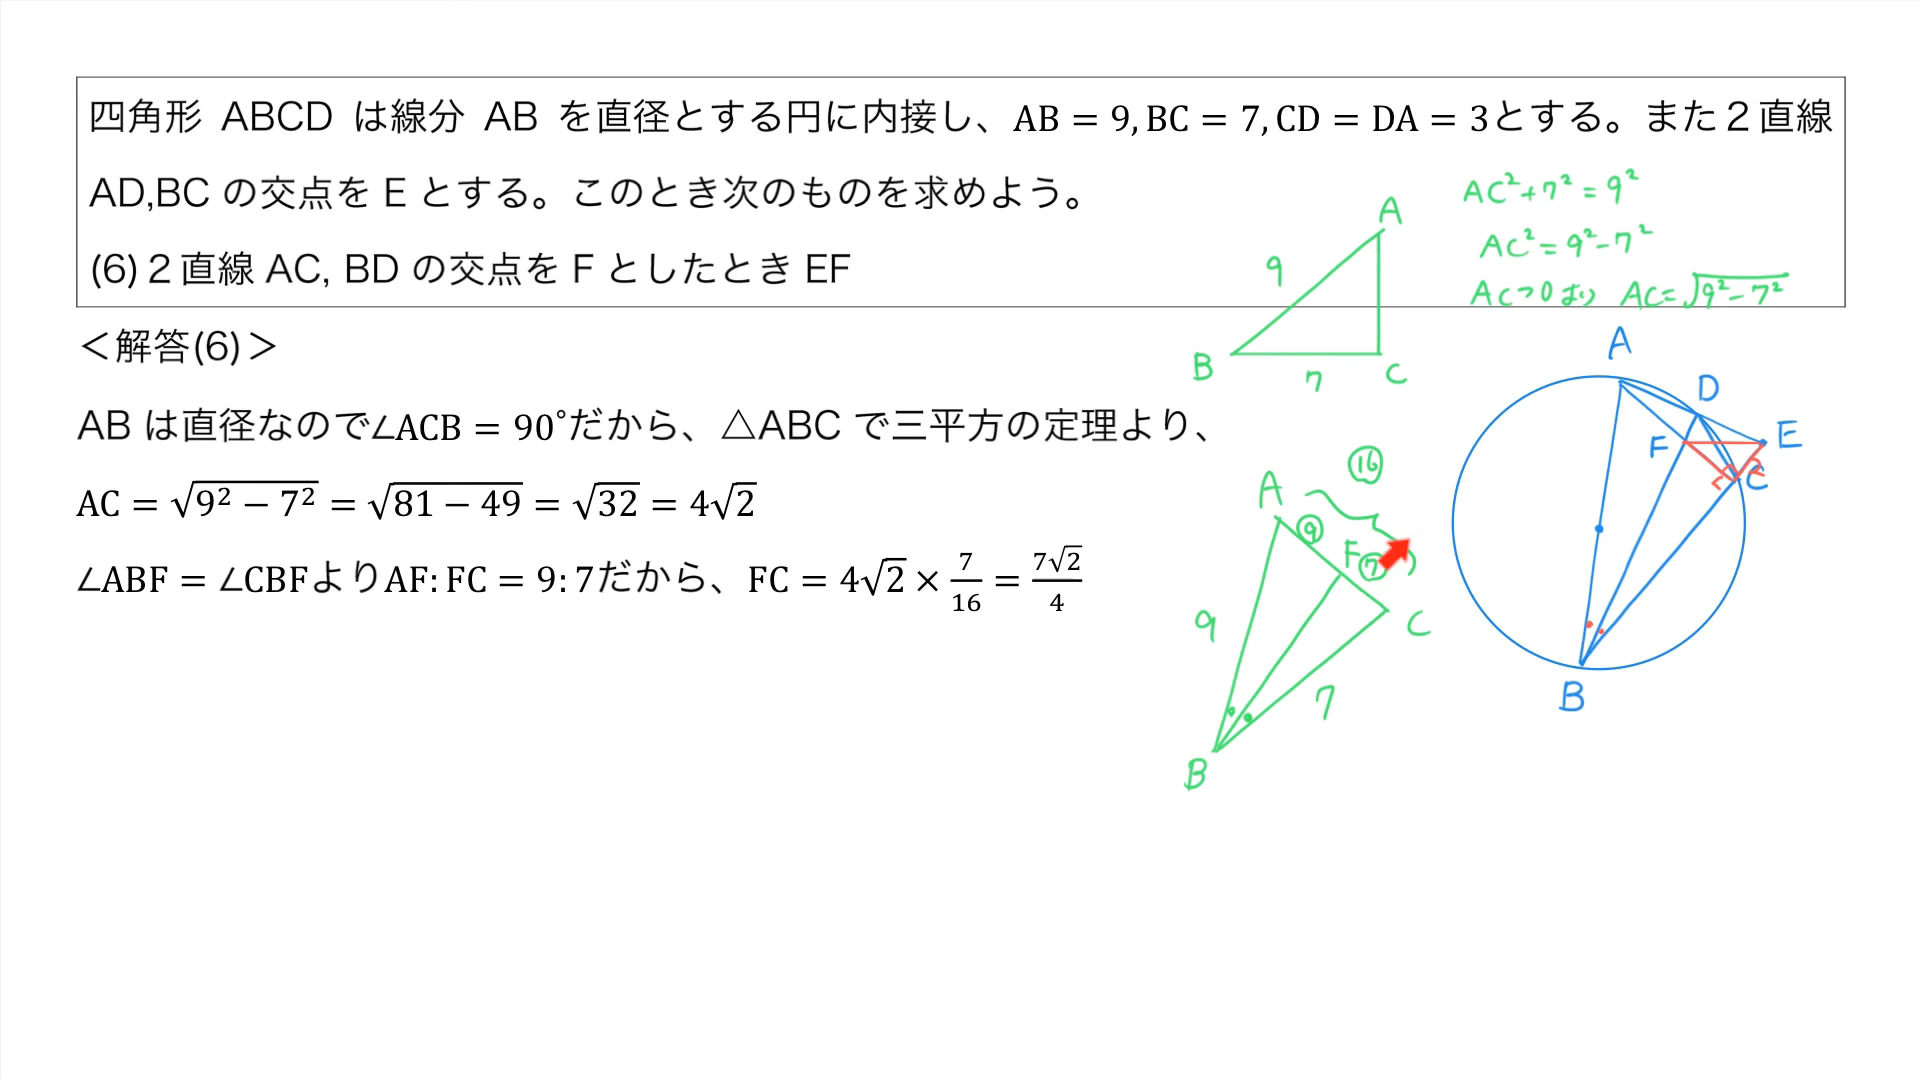 四角形 ABCD は線分 AB を直径とする円に内接し、AB = 9, BC = 7, CD = DA = 3とする。また２直線
AD,BC の交点を E とする。このとき次のものを求めよう。
(6)２直線 AC, BD の交点を F としたとき EF
AC²+7²=9²
AC²=9²-7²
AC>0より AC=√9²-7²
A
9
B
7
C
＜解答(6)＞
AB は直径なので∠ACB = 90°だから、△ABC で三平方の定理より、
AC = √9² − 7² = √81 − 49 = √32 = 4√2
∠ABF = ∠CBFよりAF: FC = 9: 7だから、FC = 4√2 × 7/16 = 7√2/4
A
⑯
⑨
F
⑦
9
C
7
B
A
D
F
E
2
C
B